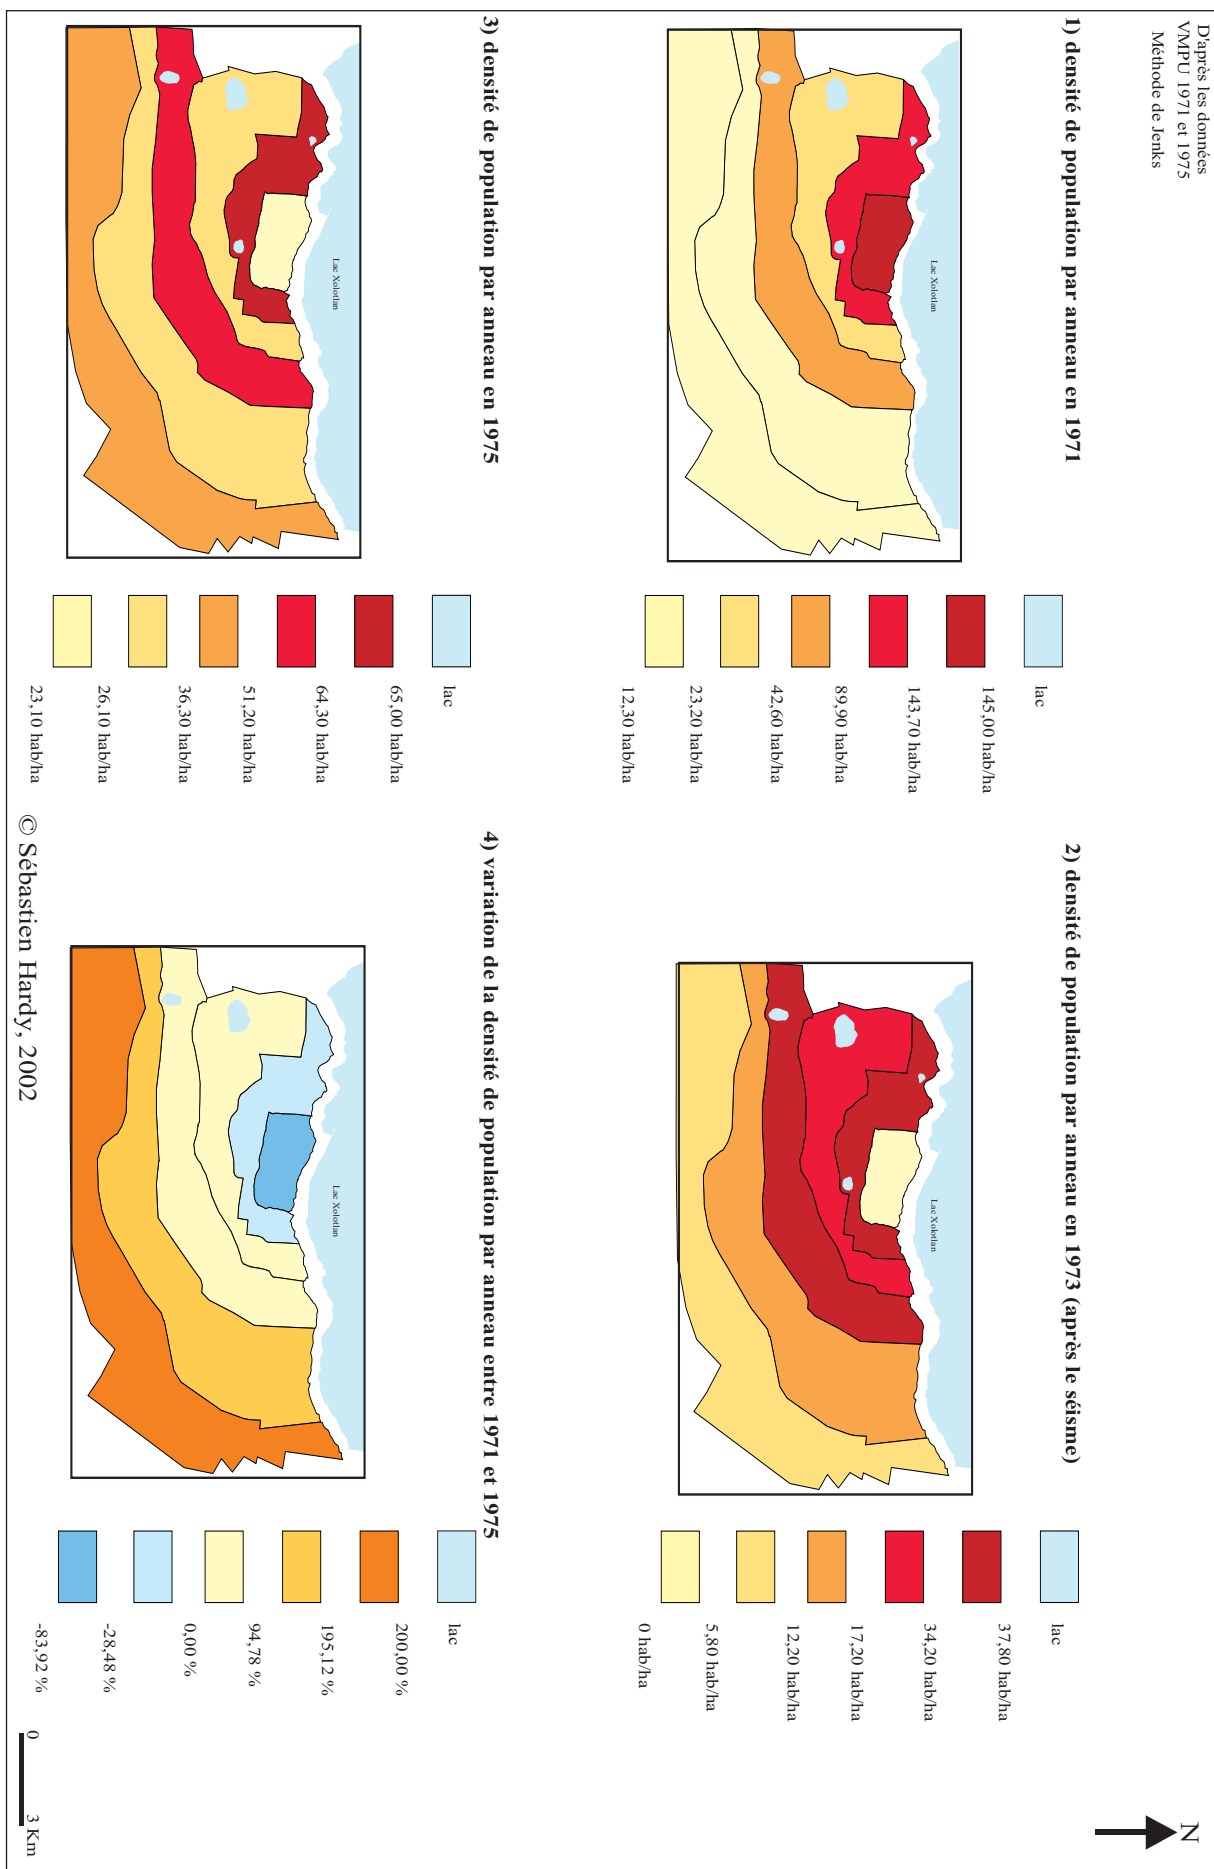 D'après les données
VMPU 1971 et 1975
Méthode de Jenks
N
1) densité de population par anneau en 1971
Lac Xolotlan
lac
145,00 hab/ha
143,70 hab/ha
89,90 hab/ha
42,60 hab/ha
23,20 hab/ha
12,30 hab/ha
2) densité de population par anneau en 1973 (après le séisme)
Lac Xolotlan
lac
37,80 hab/ha
34,20 hab/ha
17,20 hab/ha
12,20 hab/ha
5,80 hab/ha
0 hab/ha
3) densité de population par anneau en 1975
Lac Xolotlan
lac
65,00 hab/ha
64,30 hab/ha
51,20 hab/ha
36,30 hab/ha
26,10 hab/ha
23,10 hab/ha
4) variation de la densité de population par anneau entre 1971 et 1975
Lac Xolotlan
lac
200,00 %
195,12 %
94,78 %
0,00 %
-28,48 %
-83,92 %
© Sébastien Hardy, 2002
0 3 Km